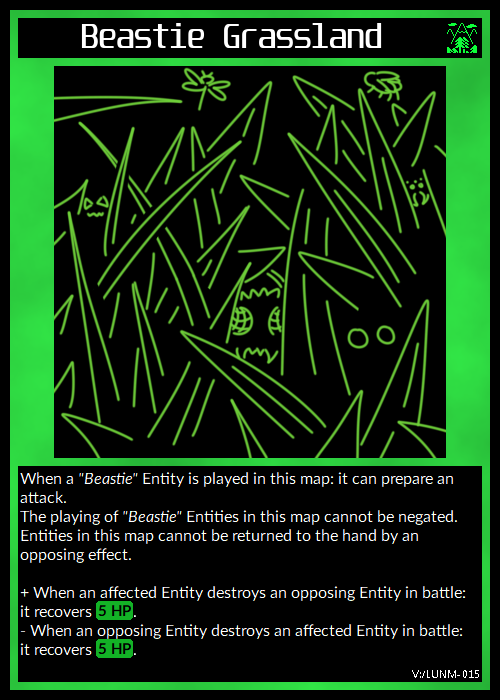 Beastie Grassland
When a "Beastie" Entity is played in this map: it can prepare an
attack.
The playing of "Beastie" Entities in this map cannot be negated.
Entities in this map cannot be returned to the hand by an
opposing effect.
+ When an affected Entity destroys an opposing Entity in battle:
it recovers 5 HP.
- When an opposing Entity destroys an affected Entity in battle:
it recovers 5 HP.
V:/LUNM-015